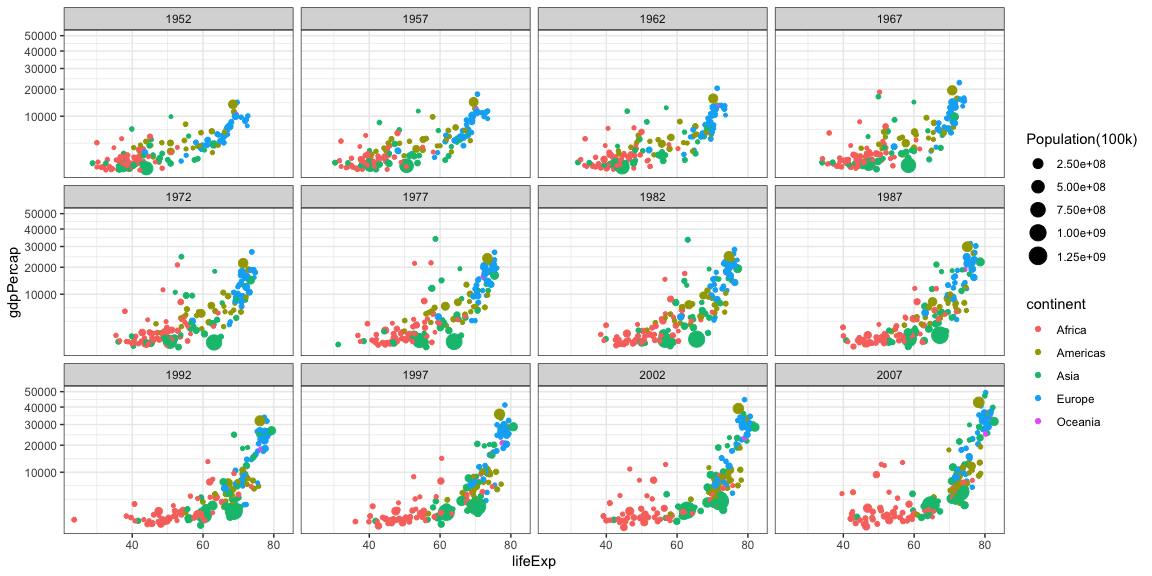 1952 1957 1962 1967
50000
40000
30000
20000
10000
1972 1977 1982 1987
50000
40000
30000
20000
10000
1992 1997 2002 2007
50000
40000
30000
20000
10000
40 60 80 40 60 80 40 60 80 40 60 80
lifeExp
gdpPercap
Population(100k)
2.50e+08
5.00e+08
7.50e+08
1.00e+09
1.25e+09
continent
Africa
Americas
Asia
Europe
Oceania